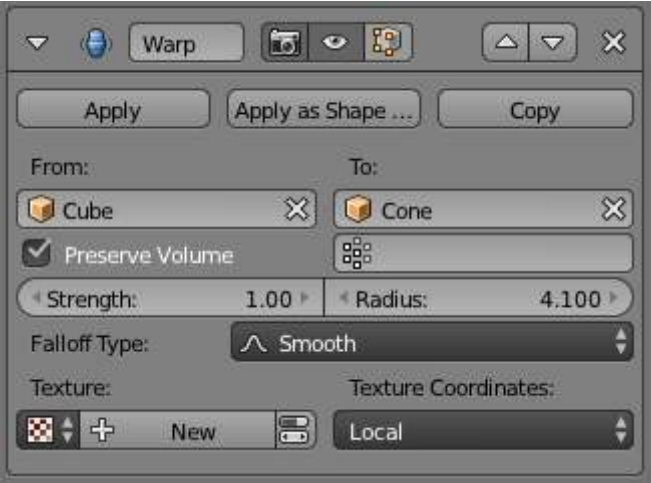 Warp
Apply Apply as Shape ... Copy
From: To:
Cube Cone
Preserve Volume
Strength: 1.00 Radius: 4.100
Falloff Type: Smooth
Texture: Texture Coordinates:
New Local